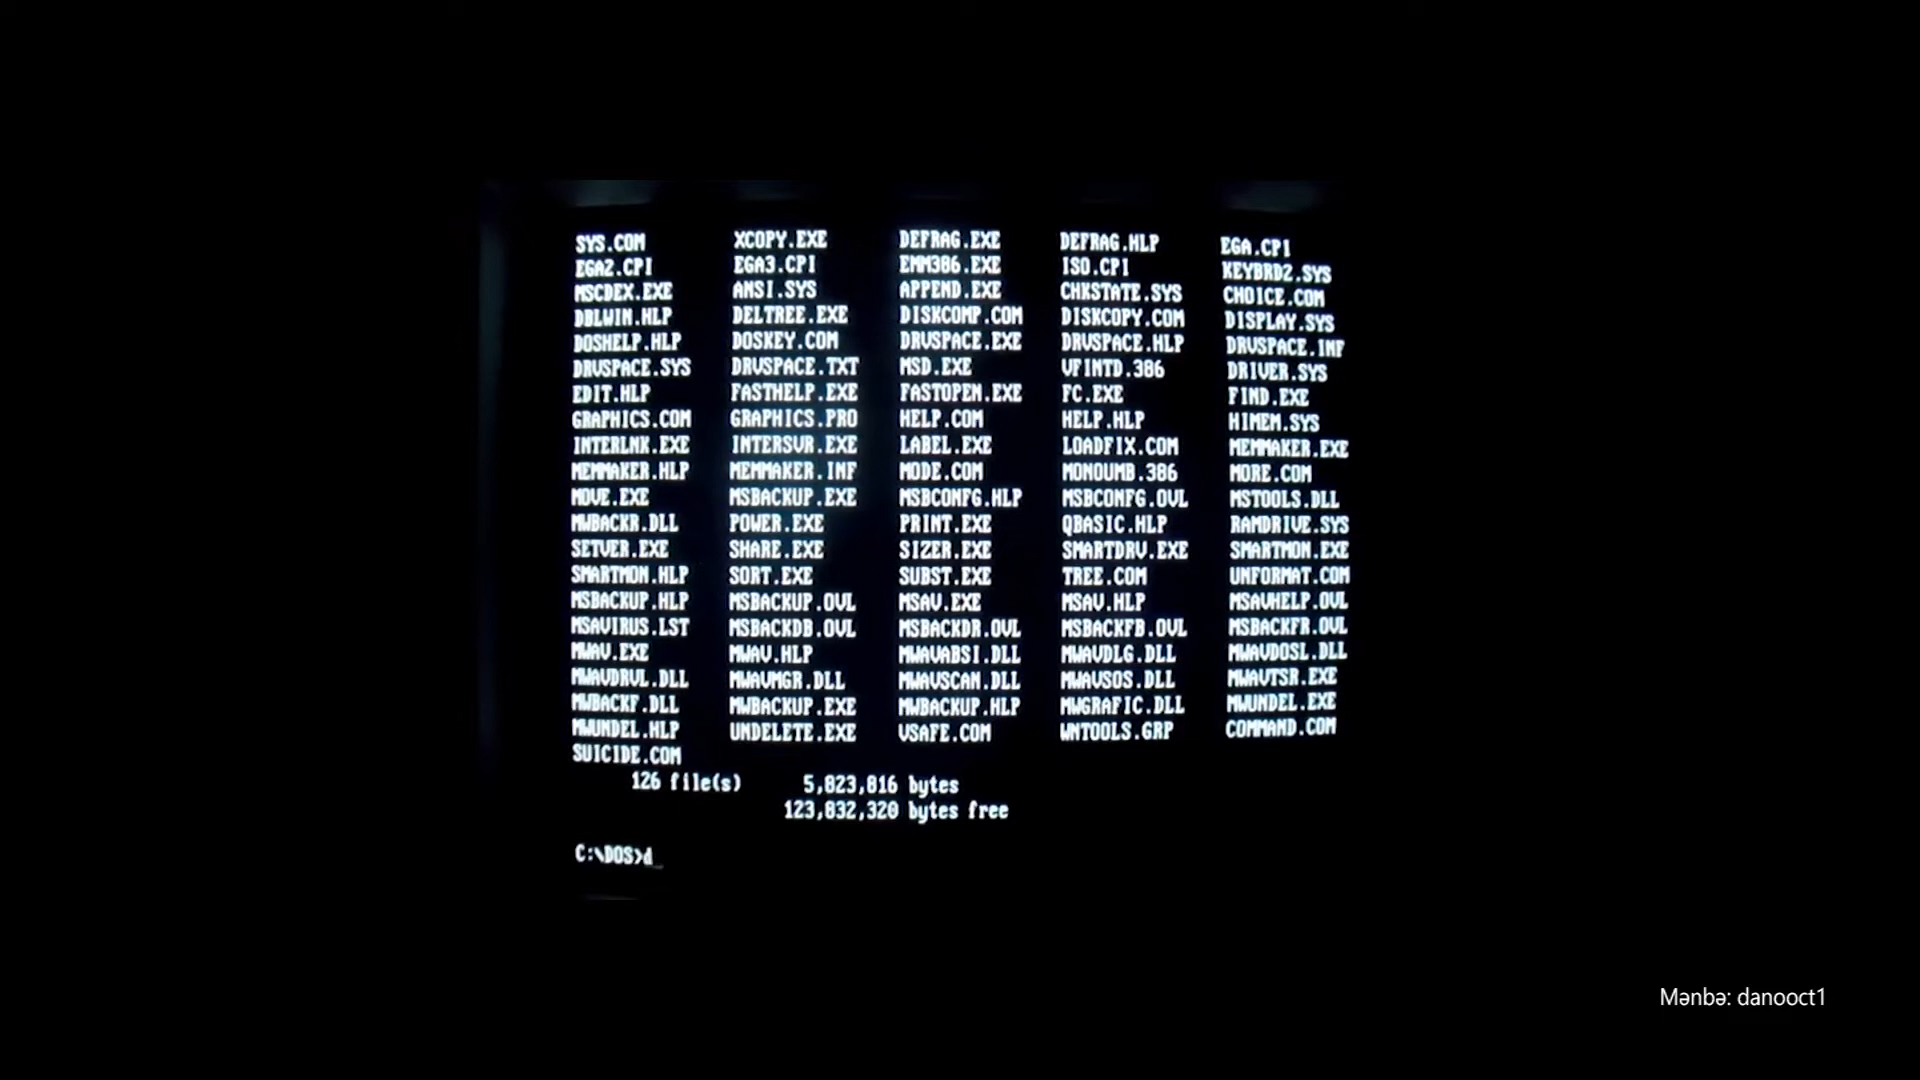 SYS.COM XCOPY.EXE DEFRAG.EXE DEFRAG.HLP EGA.CPI
EGA2.CPI EGA3.CPI EMM386.EXE ISO.CPI KEYBRD2.SYS
MSCDEX.EXE ANSI.SYS APPEND.EXE CHKSTATE.SYS CHOICE.COM
DBLWIN.HLP DELTREE.EXE DISKCOMP.COM DISKCOPY.COM DISPLAY.SYS
DOSHELP.HLP DOSKEY.COM DRVSPACE.EXE DRVSPACE.HLP DRVSPACE.INF
DRVSPACE.SYS DRVSPACE.TXT MSD.EXE VFINTD.386 DRIVER.SYS
EDIT.HLP FASTHELP.EXE FASTOPEN.EXE FC.EXE FIND.EXE
GRAPHICS.COM GRAPHICS.PRO HELP.COM HELP.HLP HIMEM.SYS
INTERLNK.EXE INTERSVR.EXE LABEL.EXE LOADFIX.COM MEMMAKER.EXE
MEMMAKER.HLP MEMMAKER.INF MODE.COM MONOUMB.386 MORE.COM
MOVE.EXE MSBACKUP.EXE MSBCONFG.HLP MSBCONFG.OVL MSTOOLS.DLL
MWBACKR.DLL POWER.EXE PRINT.EXE QBASIC.HLP RAMDRIVE.SYS
SETVER.EXE SHARE.EXE SIZER.EXE SMARTDRV.EXE SMARTMON.EXE
SMARTMON.HLP SORT.EXE SUBST.EXE TREE.COM UNFORMAT.COM
MSBACKUP.HLP MSBACKUP.OVL MSAV.EXE MSAV.HLP MSAVHELP.OVL
MSAVIRUS.LST MSBACKDB.OVL MSBACKDR.OVL MSBACKFB.OVL MSBACKFR.OVL
MWAV.EXE MWAV.HLP MWAVABSI.DLL MWAVDLG.DLL MWAVDOSL.DLL
MWAVDRVL.DLL MWAVMGR.DLL MWAVSCAN.DLL MWAVSOS.DLL MWAVTSR.EXE
MWBACKF.DLL MWBACKUP.EXE MWBACKUP.HLP MWGRAFIC.DLL MWUNDEL.EXE
MWUNDEL.HLP UNDELETE.EXE VSAFE.COM WNTOOLS.GRP COMMAND.COM
SUICIDE.COM
126 file(s) 5,823,816 bytes
123,832,320 bytes free
C:\DOS>d_
Mənbə: danooct1